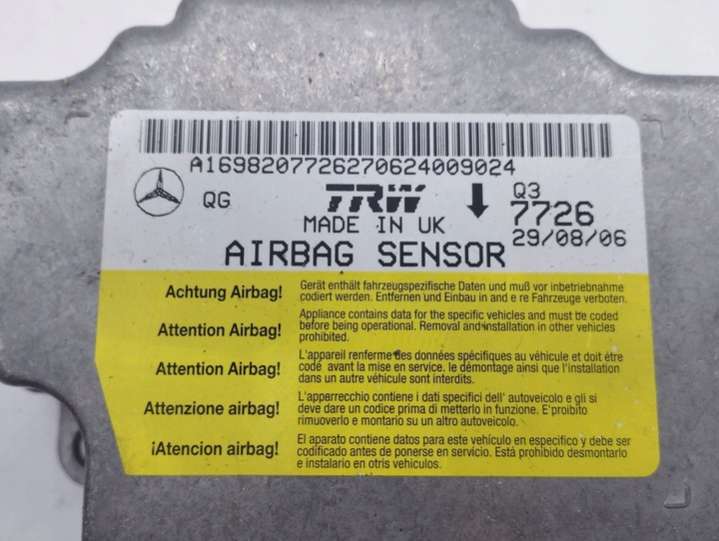 A1698207726270624009024
QG TRW Q3
7726
MADE IN UK
29/08/06
AIRBAG SENSOR
Achtung Airbag! Gerät enthält fahrzeugspezifische Daten und muß vor inbetriebnahme
codiert werden. Entfernen und Einbau in and e re Fahrzeuge verboten.
Attention Airbag! Appliance contains data for the specific vehicles and must be coded
before being operational. Removal and installation in other vehicles
prohibited.
Attention Airbag! L'appareil renferme des données spécifiques au véhicule et doit être
codé avant la mise en service. le démontage ainsi que l'installation
dans un autre véhicule sont interdits.
Attenzione airbag! L'apparrecchio contiene i dati specifici dell' autoveicolo e gli si
deve dare un codice prima di metterlo in funzione. E'proibito
rimuoverlo e montario su un altro autoveicolo.
¡Atencion airbag! El aparato contiene datos para este vehículo en especifico y debe ser
codificado antes de ponerse en servicio. Está prohibido desmontarlo
e instalario en otris vehículos.